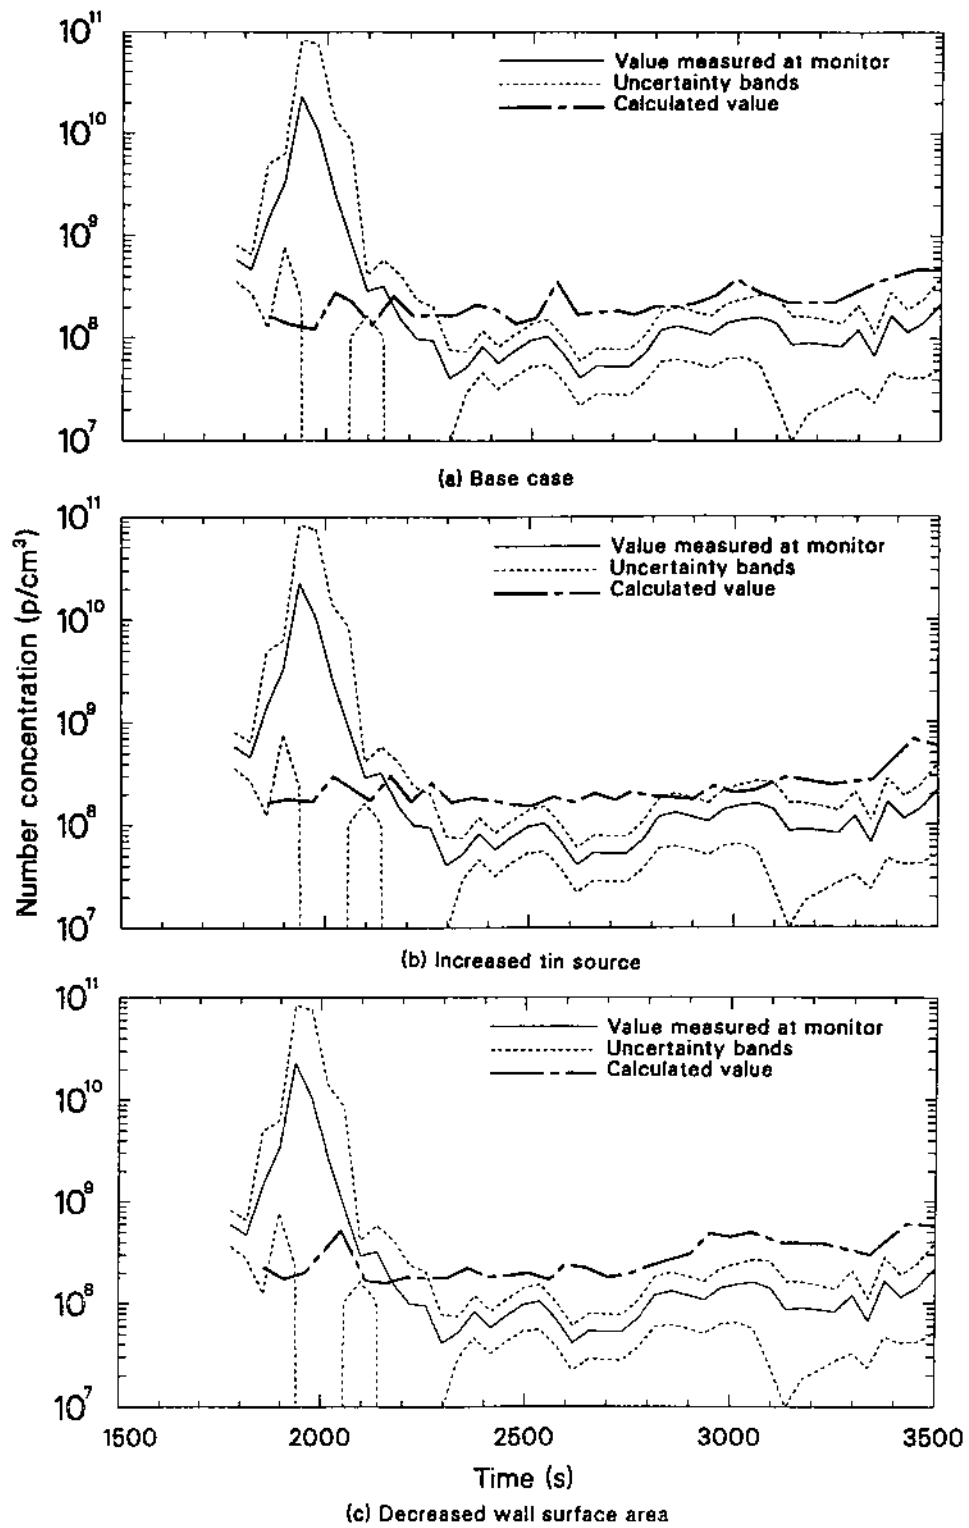 10¹¹
Value measured at monitor
Uncertainty bands
Calculated value
10¹⁰
10⁹
10⁸
10⁷
(a) Base case
10¹¹
Value measured at monitor
Uncertainty bands
Calculated value
10¹⁰
10⁹
10⁸
10⁷
Number concentration (p/cm³)
(b) Increased tin source
10¹¹
Value measured at monitor
Uncertainty bands
Calculated value
10¹⁰
10⁹
10⁸
10⁷
1500 2000 2500 3000 3500
Time (s)
(c) Decreased wall surface area